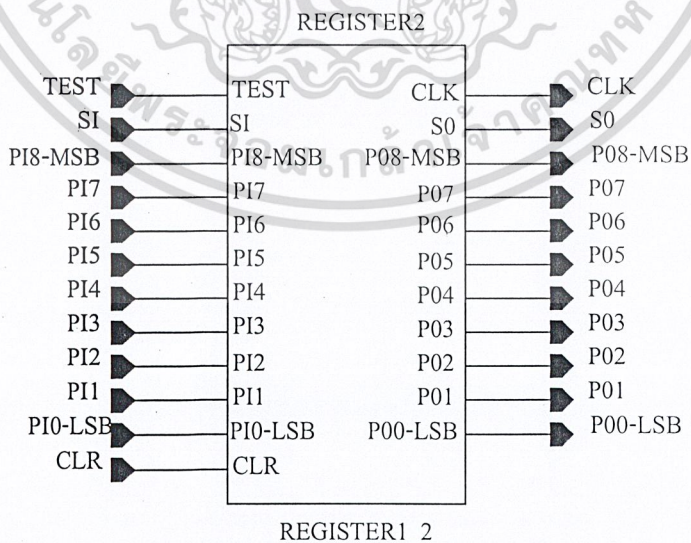 REGISTER2
TEST TEST CLK CLK
SI SI S0 S0
PI8-MSB PI8-MSB P08-MSB P08-MSB
PI7 PI7 P07 P07
PI6 PI6 P06 P06
PI5 PI5 P05 P05
PI4 PI4 P04 P04
PI3 PI3 P03 P03
PI2 PI2 P02 P02
PI1 PI1 P01 P01
PI0-LSB PI0-LSB P00-LSB P00-LSB
CLR CLR
REGISTER1 2